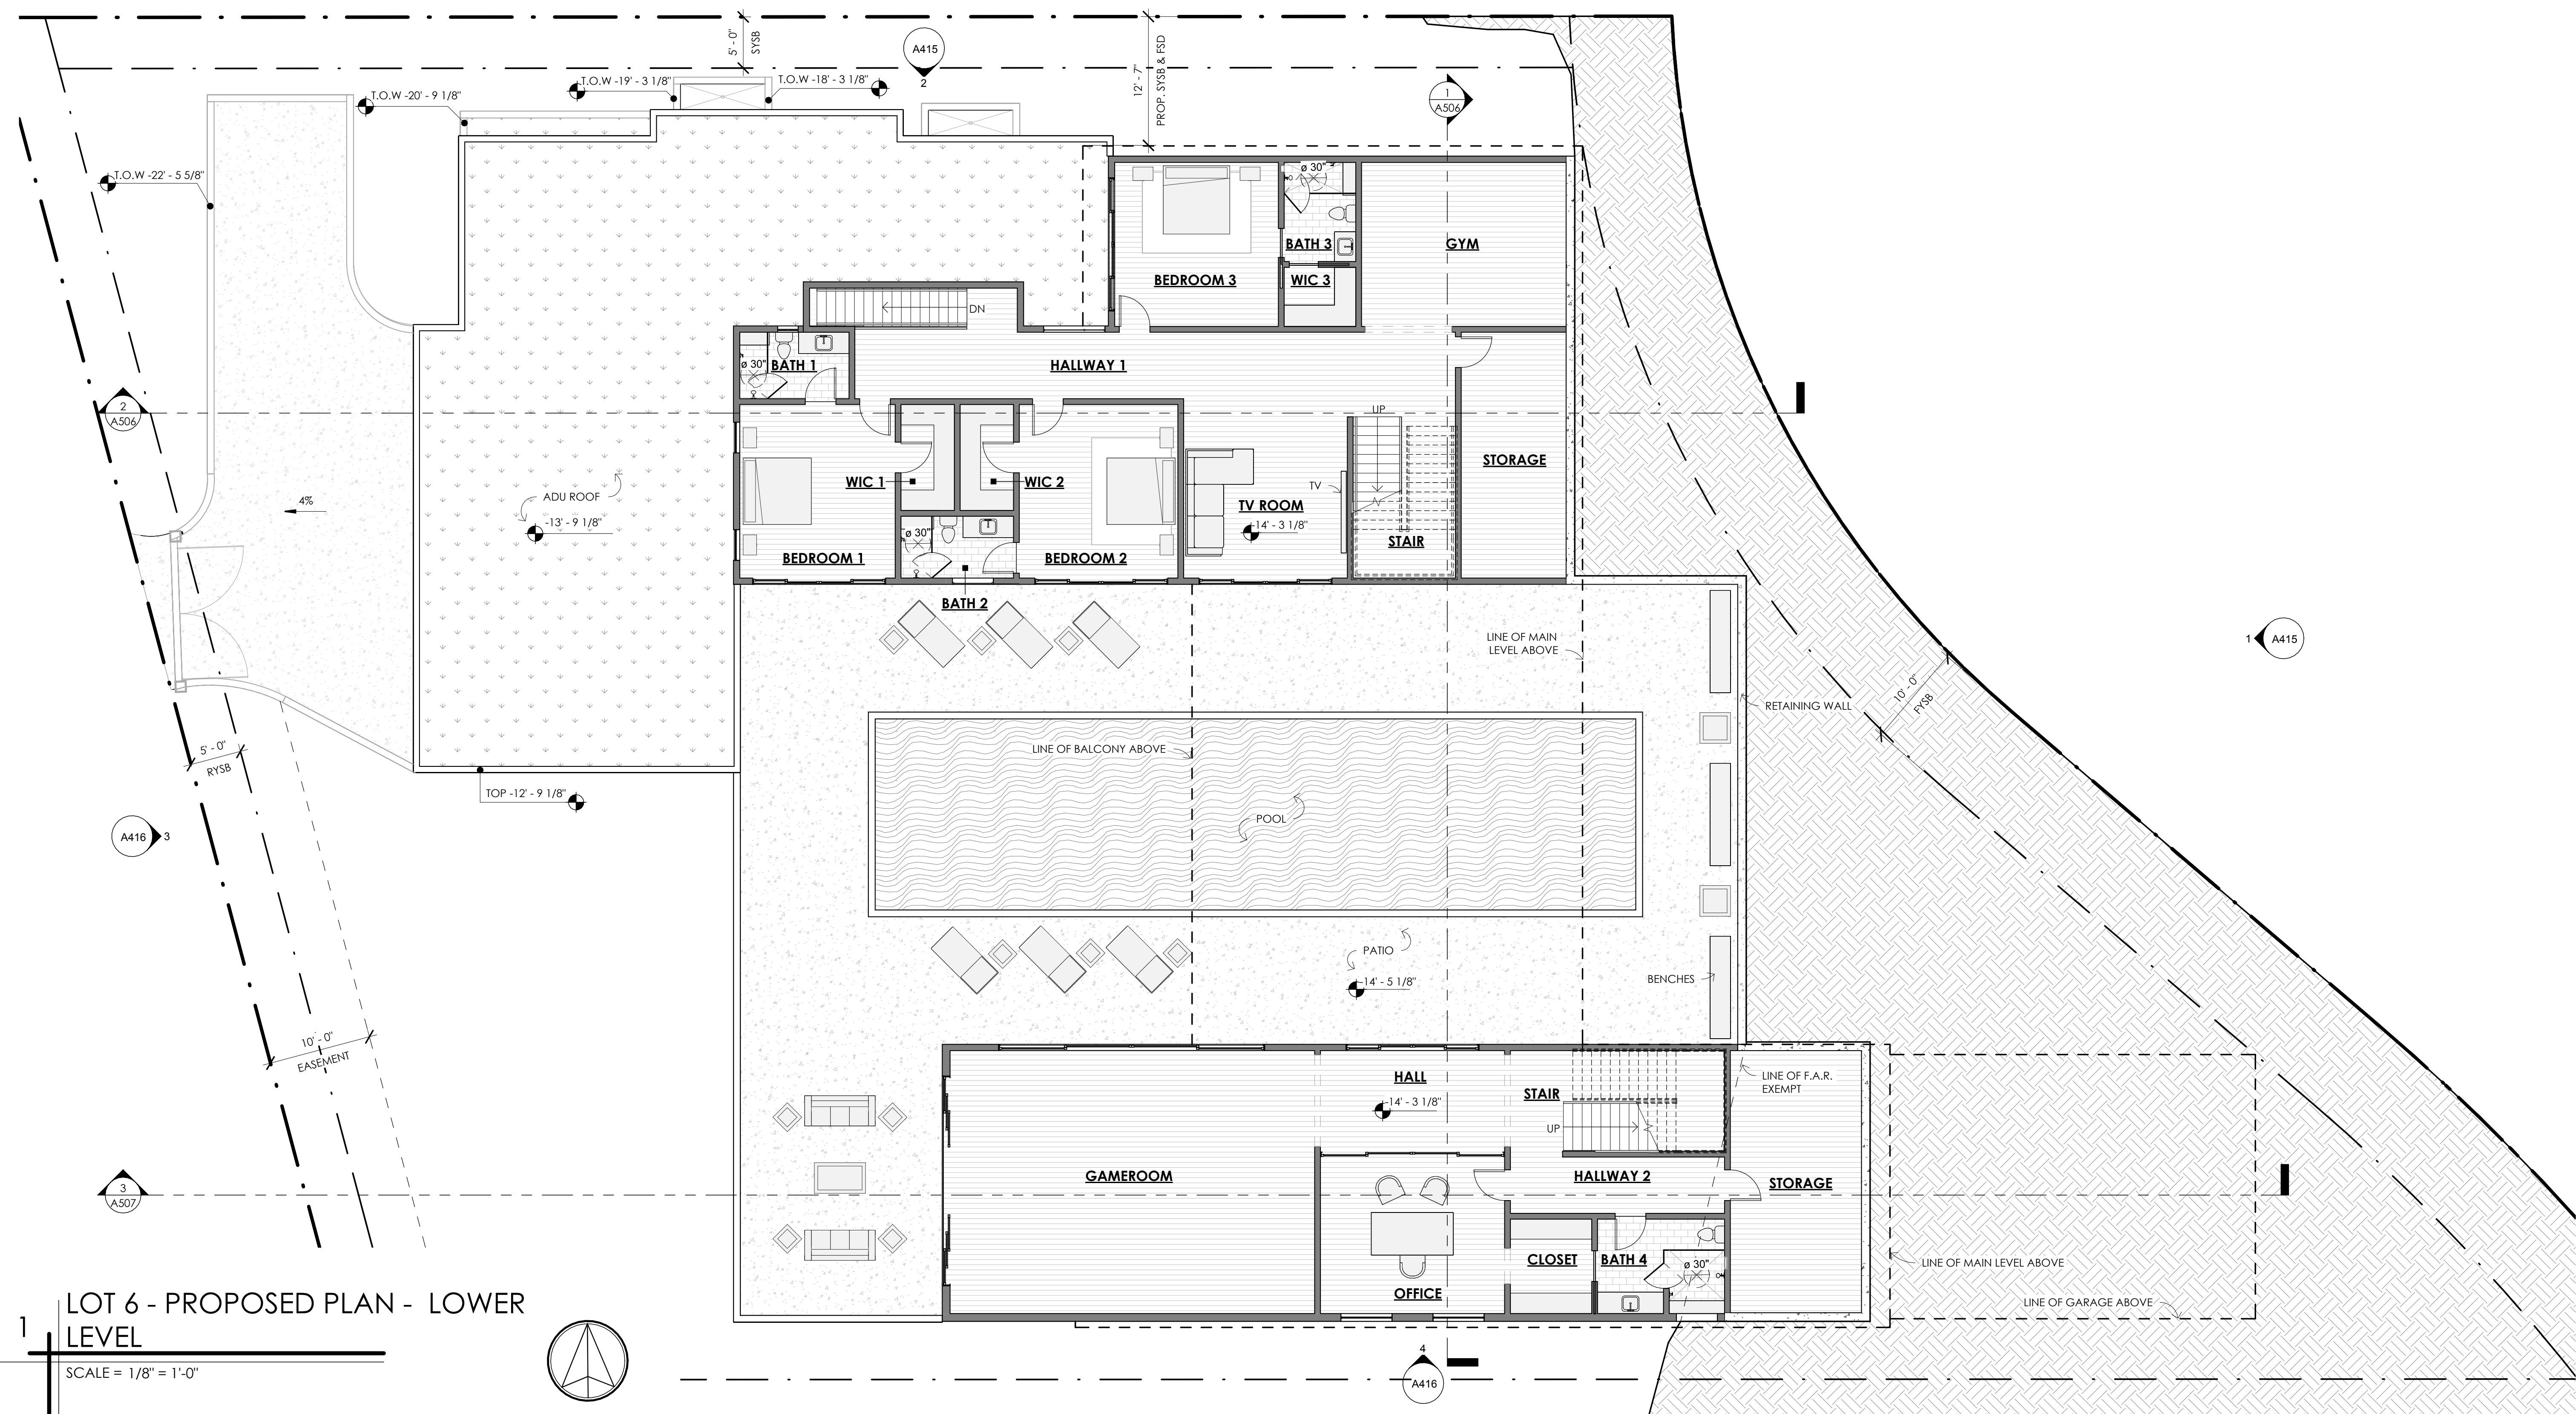 5' - 0"
SYSB
A415
2
12' - 7"
PROP. SYSB & FSD
1
A506
T.O.W -19' - 3 1/8"
T.O.W -18' - 3 1/8"
T.O.W -20' - 9 1/8"
T.O.W -22' - 5 5/8"
ø 30"
BATH 3
GYM
BEDROOM 3
WIC 3
DN
ø 30"
BATH 1
HALLWAY 1
2
A506
UP
STORAGE
WIC 1
WIC 2
TV
TV ROOM
-14' - 3 1/8"
ADU ROOF
-13' - 9 1/8"
4%
ø 30"
STAIR
BEDROOM 1
BEDROOM 2
BATH 2
LINE OF MAIN
LEVEL ABOVE
1
A415
10' - 0"
FYSB
RETAINING WALL
LINE OF BALCONY ABOVE
5' - 0"
RYSB
TOP -12' - 9 1/8"
POOL
A416
3
PATIO
-14' - 5 1/8"
BENCHES
10' - 0"
EASEMENT
HALL
-14' - 3 1/8"
STAIR
UP
LINE OF F.A.R.
EXEMPT
GAMEROOM
HALLWAY 2
STORAGE
3
A507
CLOSET
BATH 4
ø 30"
OFFICE
LINE OF MAIN LEVEL ABOVE
LINE OF GARAGE ABOVE
4
A416
1
LOT 6 - PROPOSED PLAN - LOWER
LEVEL
SCALE = 1/8" = 1'-0"